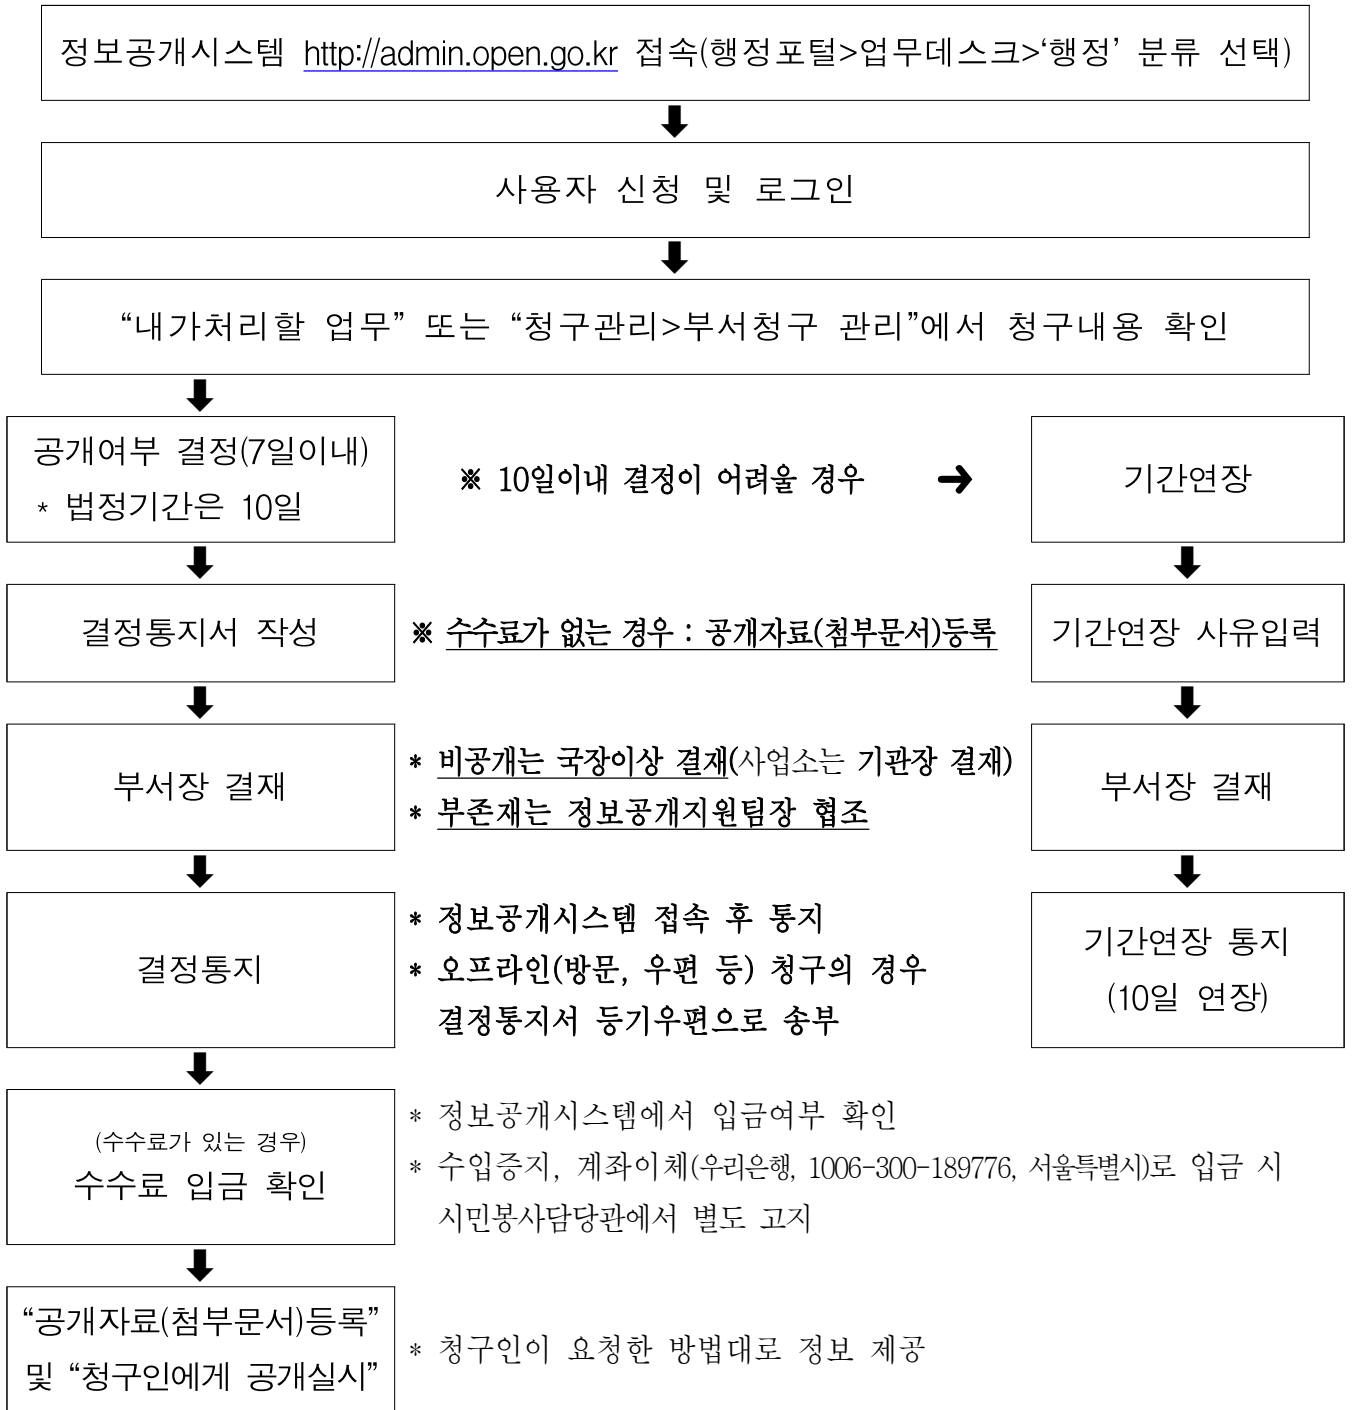 정보공개시스템 http://admin.open.go.kr 접속(행정포털>업무데스크>‘행정’ 분류 선택)
사용자 신청 및 로그인
“내가처리할 업무” 또는 “청구관리>부서청구 관리”에서 청구내용 확인
공개여부 결정(7일이내)
* 법정기간은 10일
※ 10일이내 결정이 어려울 경우
기간연장
결정통지서 작성
※ 수수료가 없는 경우 : 공개자료(첨부문서)등록
기간연장 사유입력
부서장 결재
* 비공개는 국장이상 결재(사업소는 기관장 결재)
* 부존재는 정보공개지원팀장 협조
부서장 결재
결정통지
* 정보공개시스템 접속 후 통지
* 오프라인(방문, 우편 등) 청구의 경우
결정통지서 등기우편으로 송부
기간연장 통지
(10일 연장)
(수수료가 있는 경우)
수수료 입금 확인
* 정보공개시스템에서 입금여부 확인
* 수입증지, 계좌이체(우리은행, 1006-300-189776, 서울특별시)로 입금 시
시민봉사담당관에서 별도 고지
“공개자료(첨부문서)등록”
및 “청구인에게 공개실시”
* 청구인이 요청한 방법대로 정보 제공